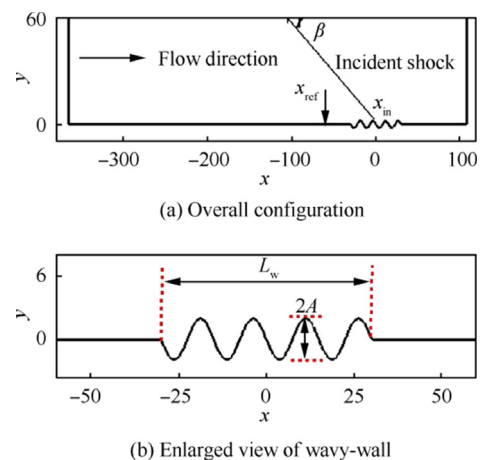 60
β
y
Flow direction
Incident shock
x_ref
x_in
0
−300 −200 −100 0 100
x
(a) Overall configuration
6
L_w
2A
y
0
−50 −25 0 25 50
x
(b) Enlarged view of wavy-wall